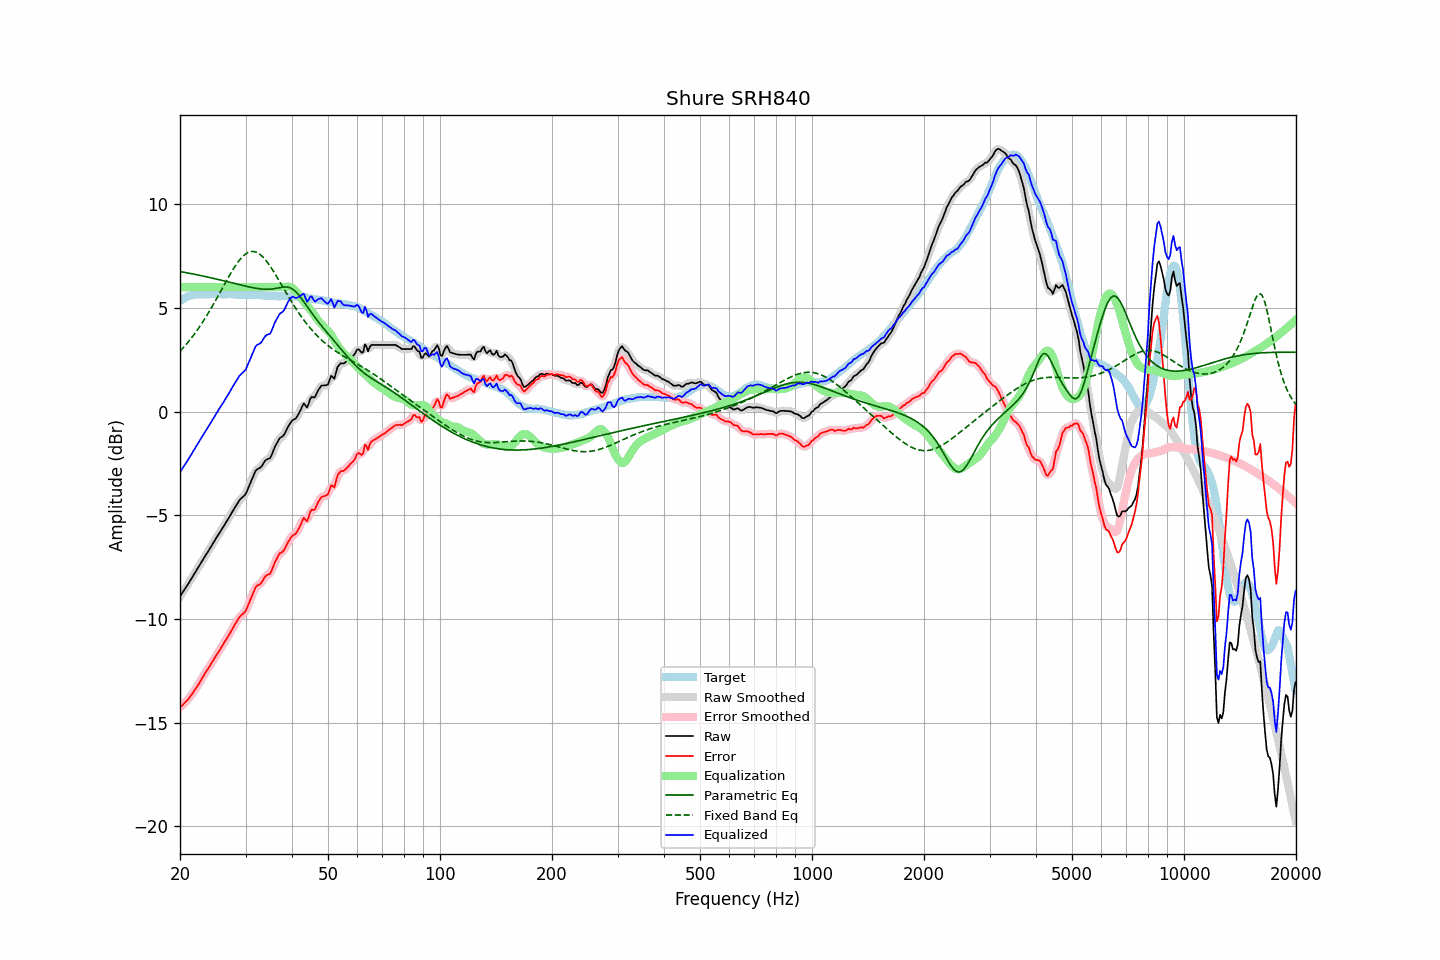 Shure SRH840
Amplitude (dBr)
10
5
0
−5
−10
−15
−20
Target
Raw Smoothed
Error Smoothed
Raw
Error
Equalization
Parametric Eq
Fixed Band Eq
Equalized
20 50 100 200 500 1000 2000 5000 10000 20000
Frequency (Hz)